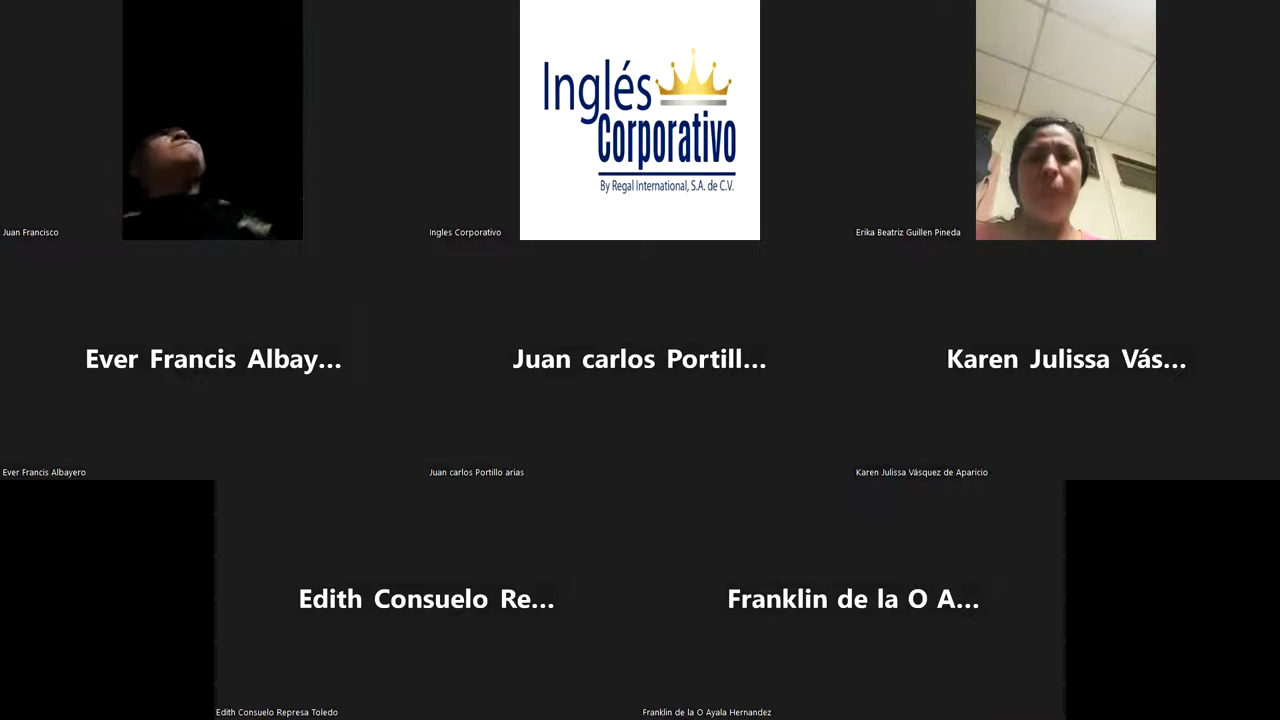 Inglés
Corporativo
By Regal International, S.A. de C.V.
Juan Francisco
Ingles Corporativo
Erika Beatriz Guillen Pineda
Ever Francis Albay...
Juan carlos Portill...
Karen Julissa Vás...
Ever Francis Albayero
Juan carlos Portillo arias
Karen Julissa Vásquez de Aparicio
Edith Consuelo Re...
Franklin de la O A...
Edith Consuelo Represa Toledo
Franklin de la O Ayala Hernandez